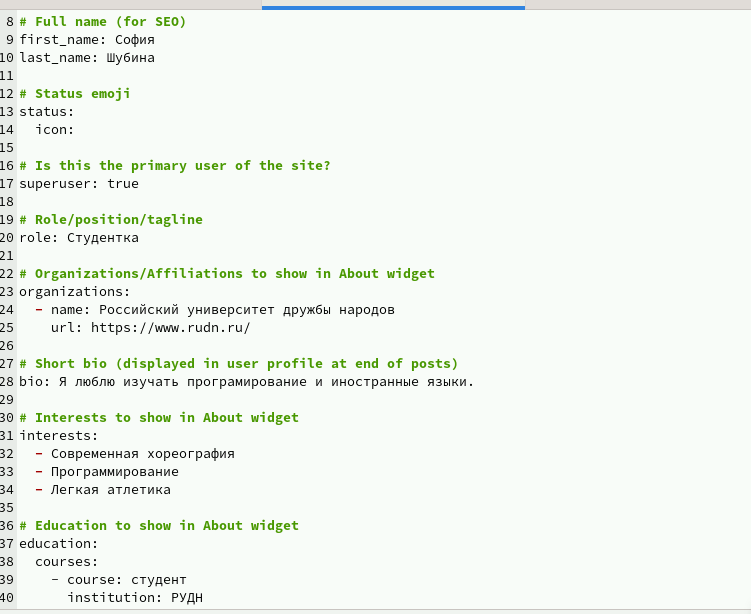 8 # Full name (for SEO)
9 first_name: София
10 last_name: Шубина
11
12 # Status emoji
13 status:
14   icon:
15
16 # Is this the primary user of the site?
17 superuser: true
18
19 # Role/position/tagline
20 role: Студентка
21
22 # Organizations/Affiliations to show in About widget
23 organizations:
24   - name: Российский университет дружбы народов
25     url: https://www.rudn.ru/
26
27 # Short bio (displayed in user profile at end of posts)
28 bio: Я люблю изучать програмирование и иностранные языки.
29
30 # Interests to show in About widget
31 interests:
32   - Современная хореография
33   - Программирование
34   - Легкая атлетика
35
36 # Education to show in About widget
37 education:
38   courses:
39     - course: студент
40       institution: РУДН